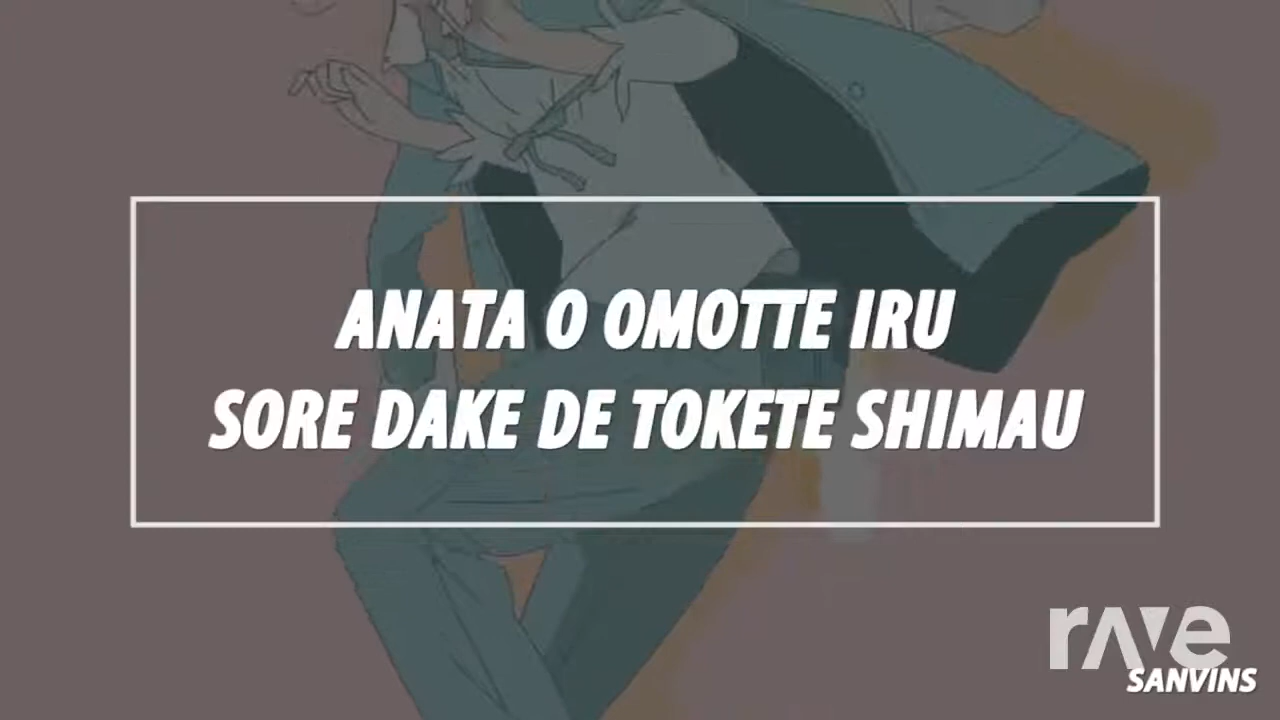 ANATA O OMOTTE IRU
SORE DAKE DE TOKETE SHIMAU
rave
SANVINS